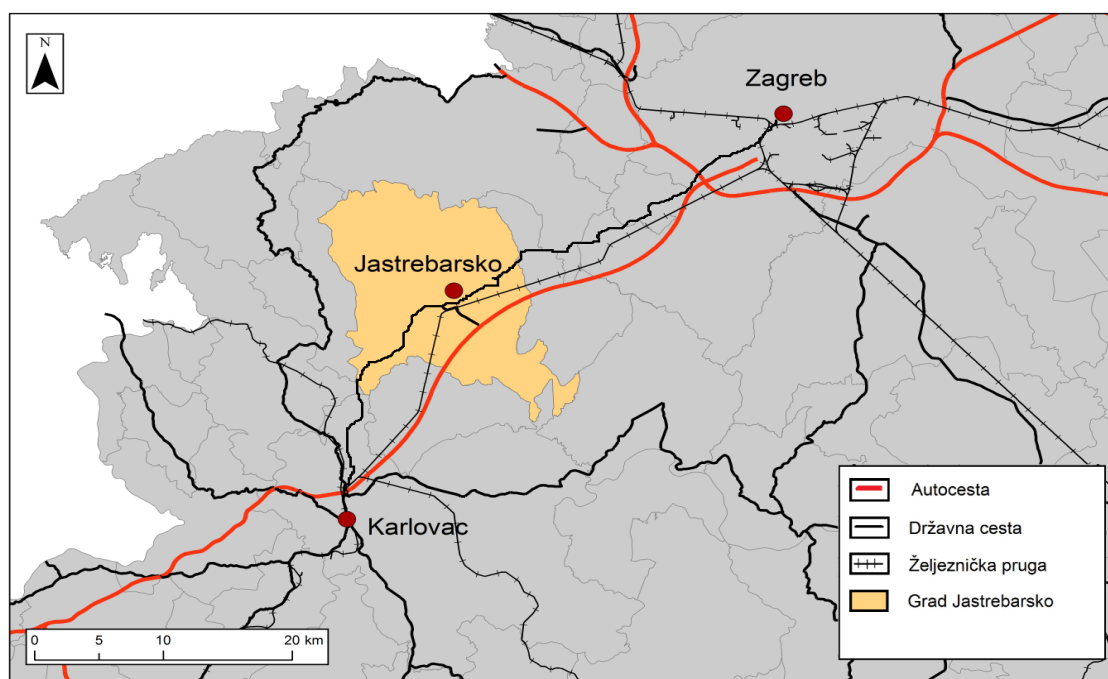 N
Zagreb
Jastrebarsko
Karlovac
Autocesta
Državna cesta
Željeznička pruga
Grad Jastrebarsko
0 5 10 20 km